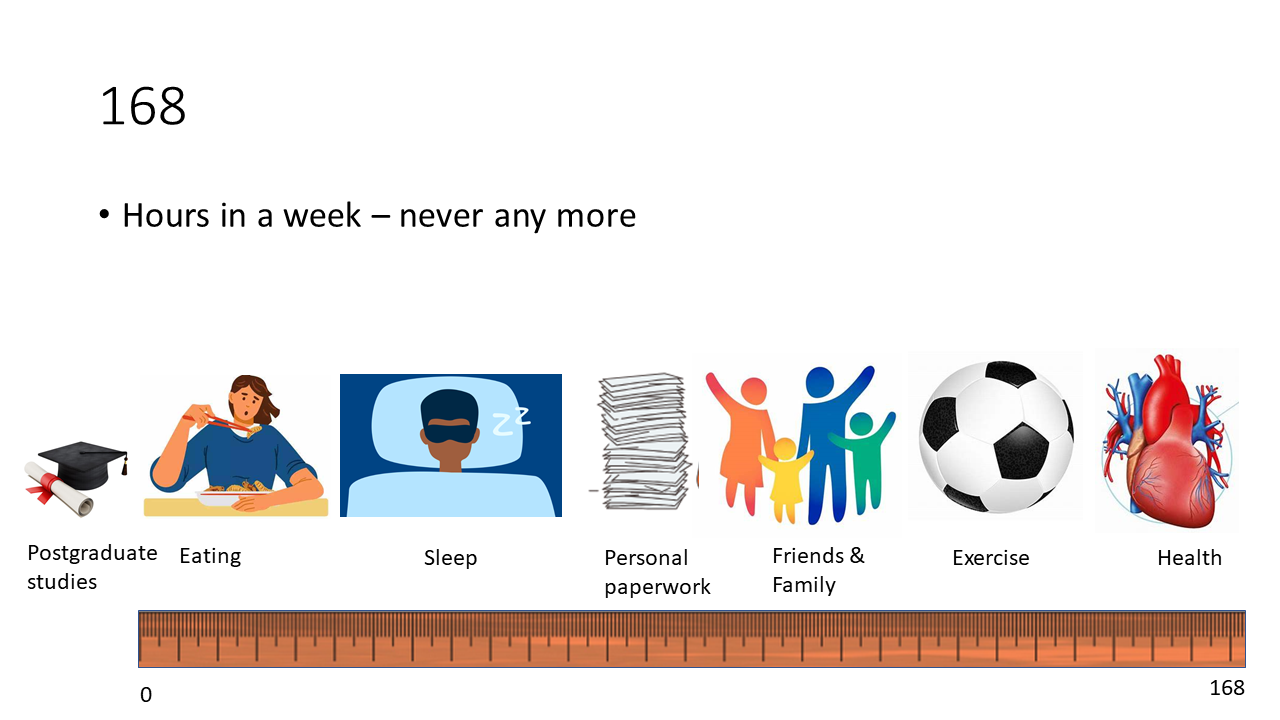 168
• Hours in a week – never any more
zz
Postgraduate
studies
Eating
Sleep
Personal
paperwork
Friends &
Family
Exercise
Health
0
168